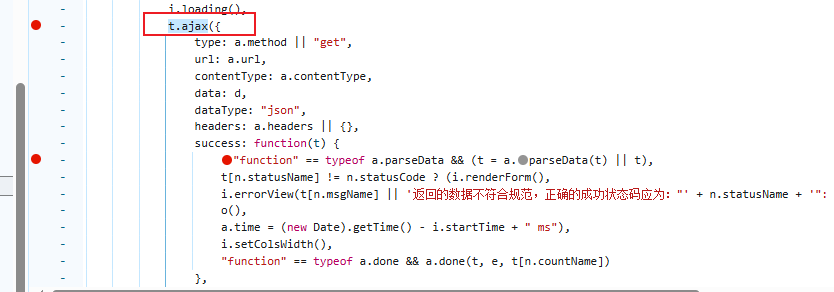 i.loading(),
t.ajax({
type: a.method || "get",
url: a.url,
contentType: a.contentType,
data: d,
dataType: "json",
headers: a.headers || {},
success: function(t) {
"function" == typeof a.parseData && (t = a.parseData(t) || t),
t[n.statusName] != n.statusCode ? (i.renderForm(),
i.errorView(t[n.msgName] || '返回的数据不符合规范，正确的成功状态码应为："' + n.statusName + '":
o(),
a.time = (new Date).getTime() - i.startTime + " ms"),
i.setColsWidth(),
"function" == typeof a.done && a.done(t, e, t[n.countName])
},